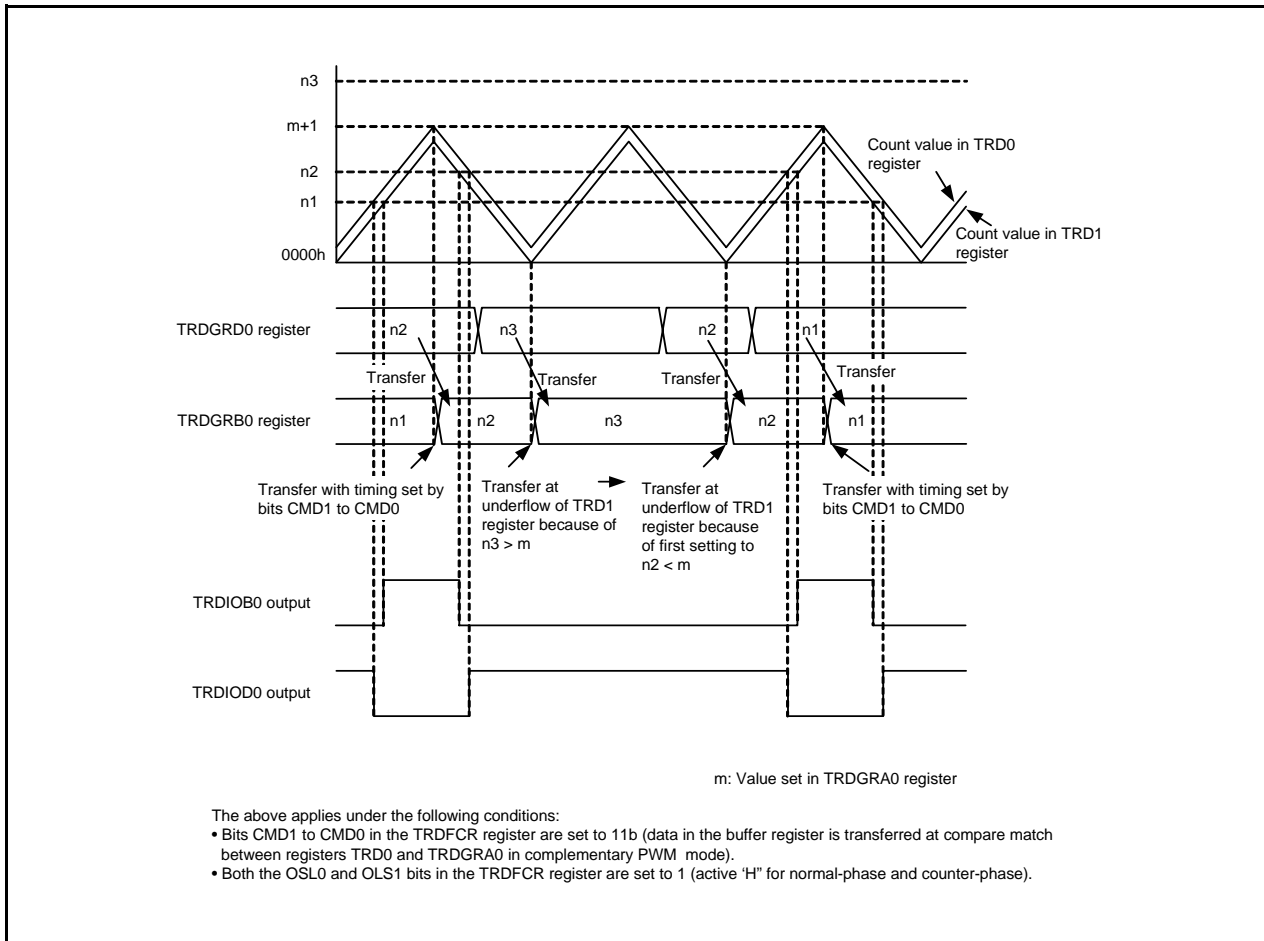 n3
m+1
n2
n1
0000h
Count value in TRD0
register
Count value in TRD1
register
TRDGRD0 register
n2
n3
n2
n1
Transfer
Transfer
Transfer
Transfer
TRDGRB0 register
n1
n2
n3
n2
n1
Transfer with timing set by
bits CMD1 to CMD0
Transfer at
underflow of TRD1
register because of
n3 > m
Transfer at
underflow of TRD1
register because
of first setting to
n2 < m
Transfer with timing set by
bits CMD1 to CMD0
TRDIOB0 output
TRDIOD0 output
m: Value set in TRDGRA0 register
The above applies under the following conditions:
• Bits CMD1 to CMD0 in the TRDFCR register are set to 11b (data in the buffer register is transferred at compare match
between registers TRD0 and TRDGRA0 in complementary PWM mode).
• Both the OSL0 and OLS1 bits in the TRDFCR register are set to 1 (active ‘H” for normal-phase and counter-phase).